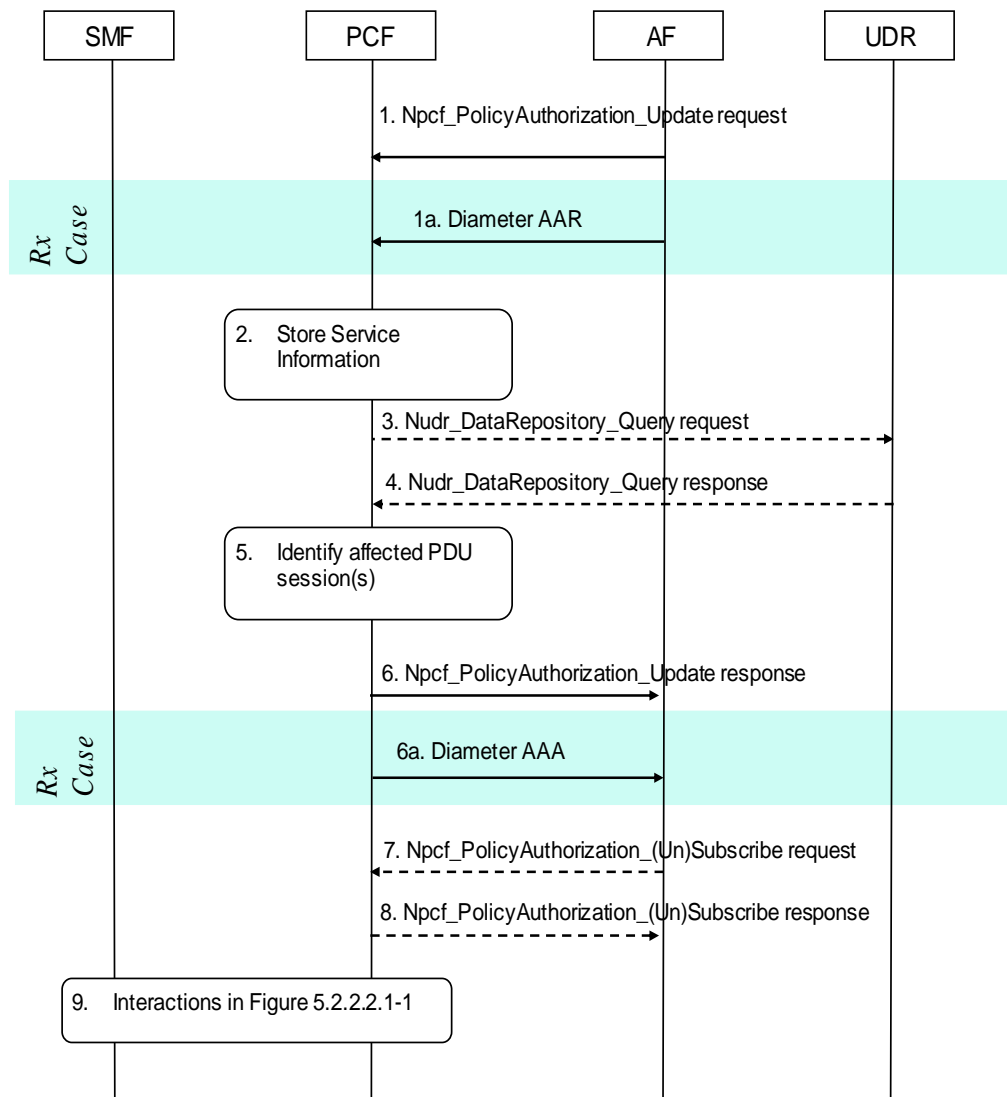 SMF PCF AF UDR
1. Npcf_PolicyAuthorization_Update request
Rx
Case
1a. Diameter AAR
2. Store Service
Information
3. Nudr_DataRepository_Query request
4. Nudr_DataRepository_Query response
5. Identify affected PDU
session(s)
6. Npcf_PolicyAuthorization_Update response
Rx
Case
6a. Diameter AAA
7. Npcf_PolicyAuthorization_(Un)Subscribe request
8. Npcf_PolicyAuthorization_(Un)Subscribe response
9. Interactions in Figure 5.2.2.2.1-1